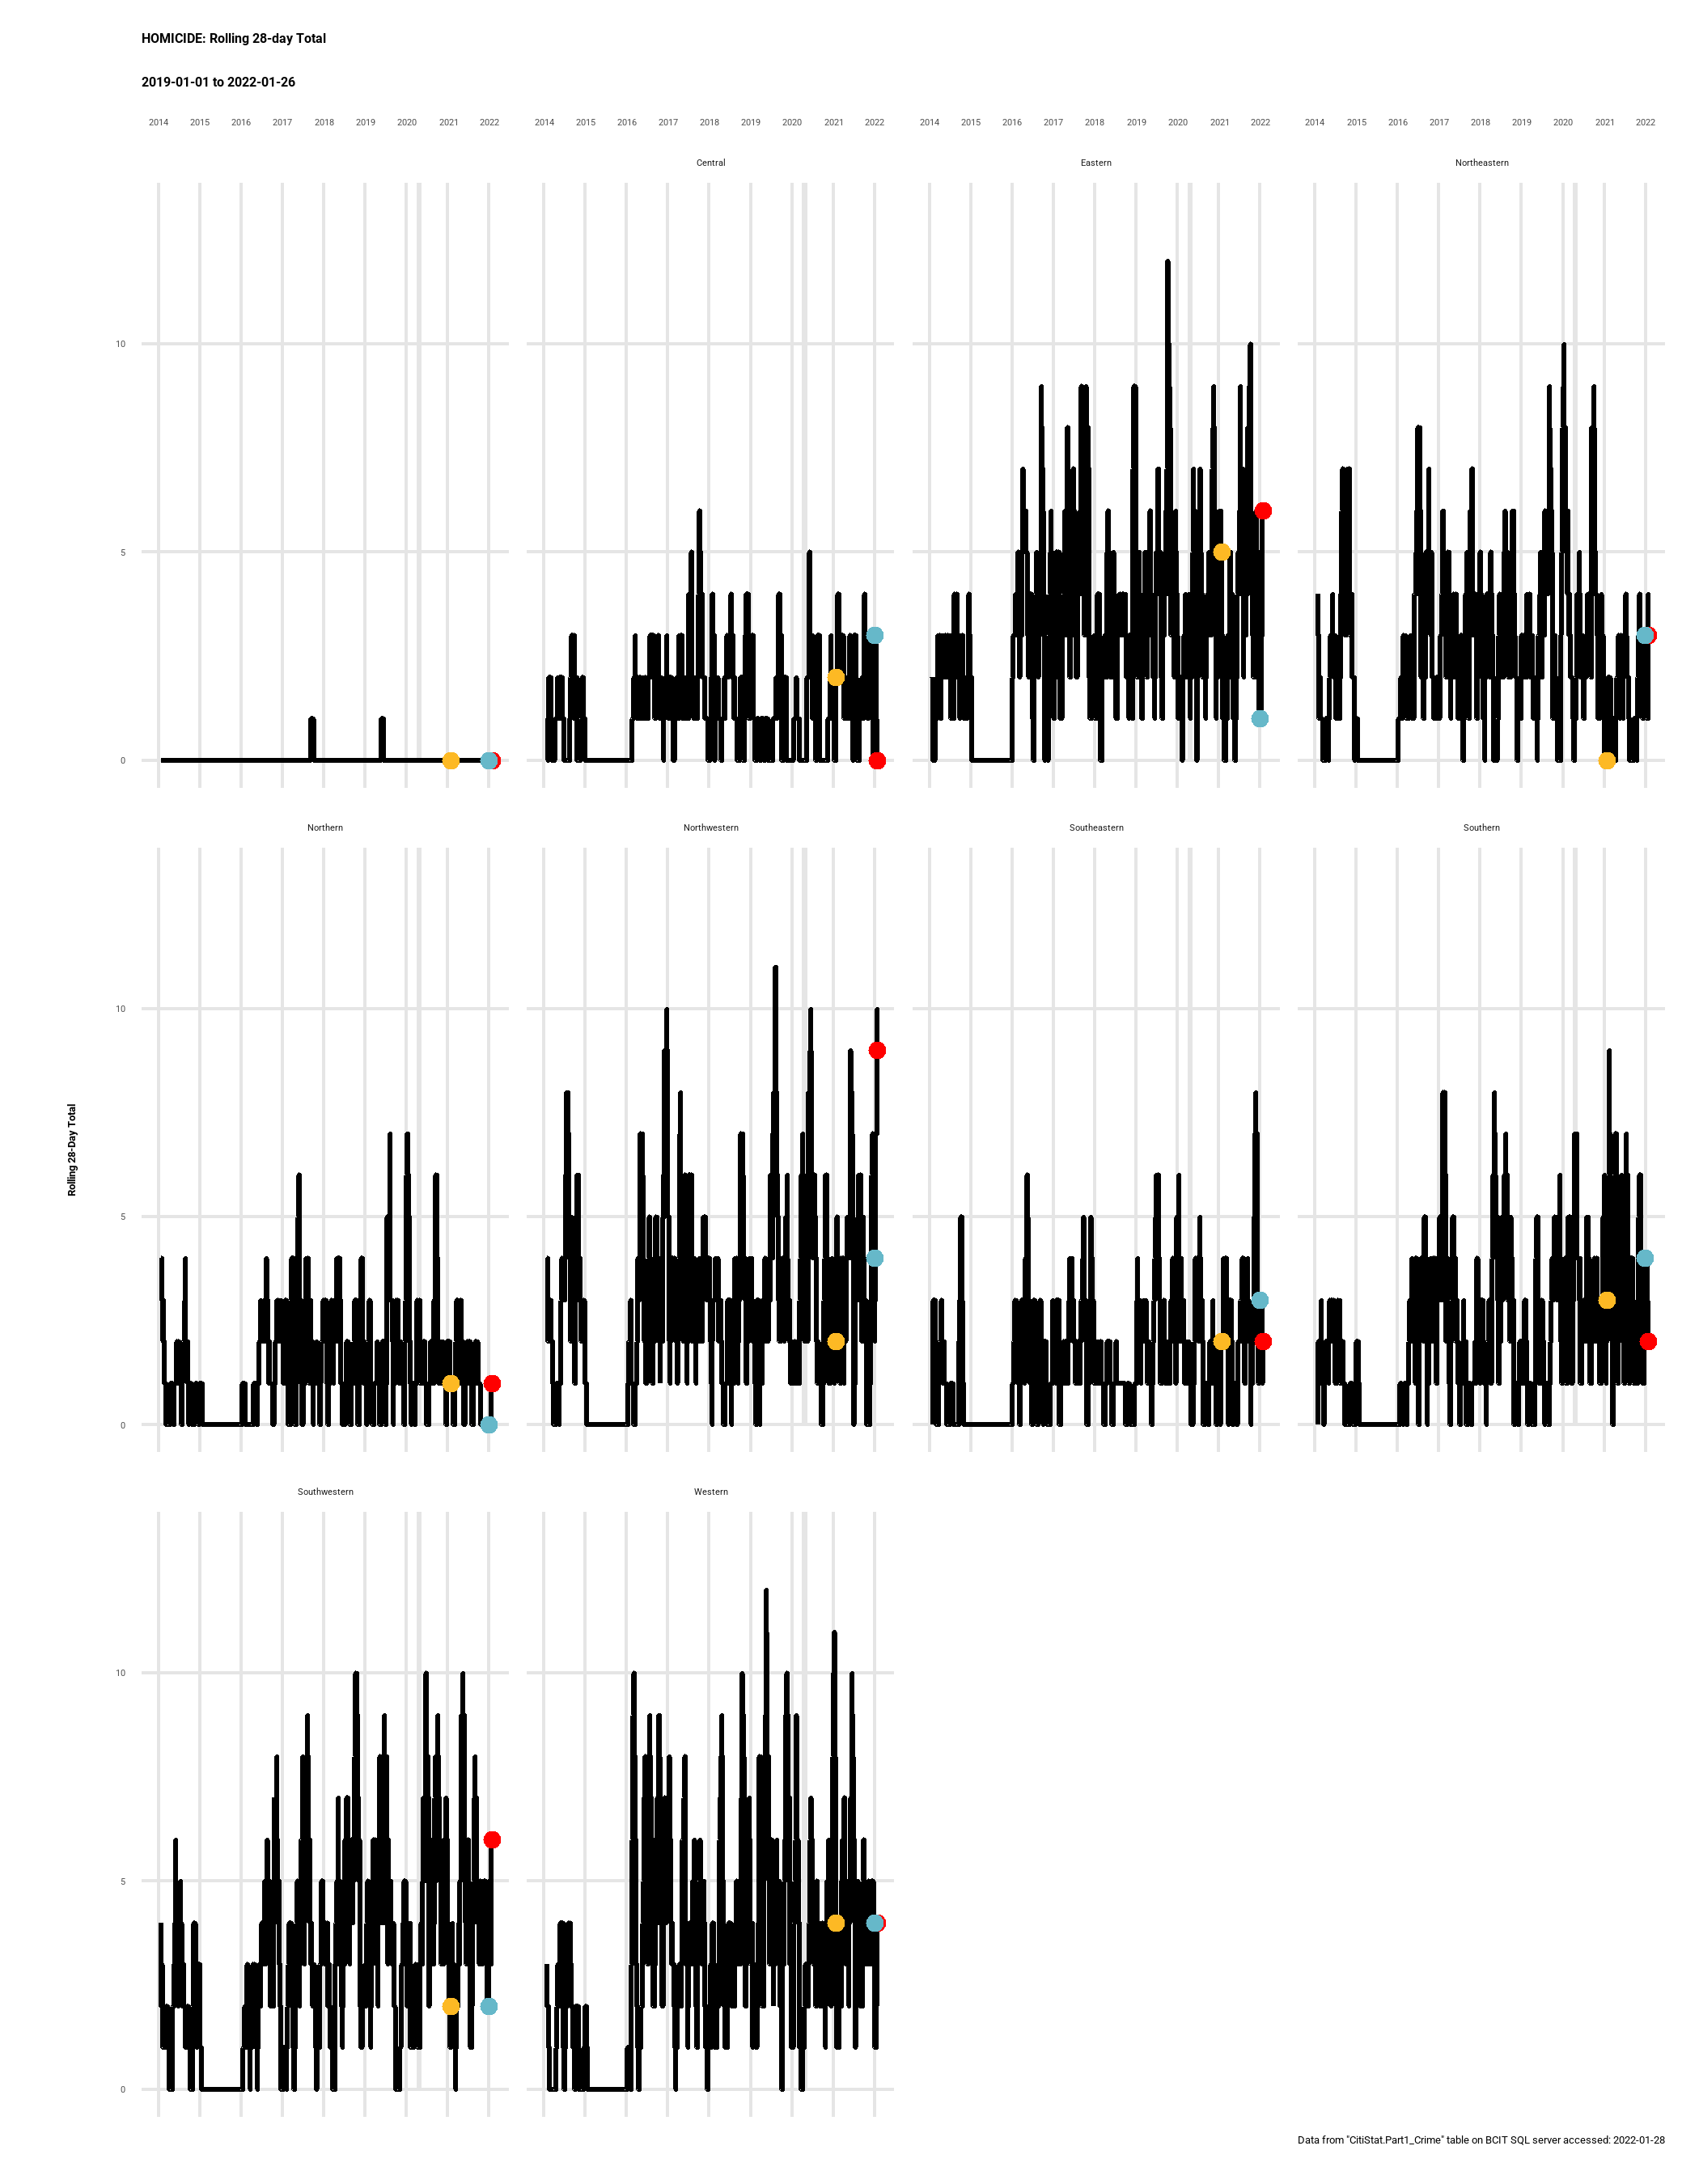 HOMICIDE: Rolling 28-day Total
2019-01-01 to 2022-01-26
2014 2015 2016 2017 2018 2019 2020 2021 2022 2014 2015 2016 2017 2018 2019 2020 2021 2022 2014 2015 2016 2017 2018 2019 2020 2021 2022 2014 2015 2016 2017 2018 2019 2020 2021 2022
Central Eastern Northeastern
10
5
0
Northern Northwestern Southeastern Southern
10
5
0
Rolling 28-Day Total
Southwestern Western
10
5
0
Data from "CitiStat.Part1_Crime" table on BCIT SQL server accessed: 2022-01-28